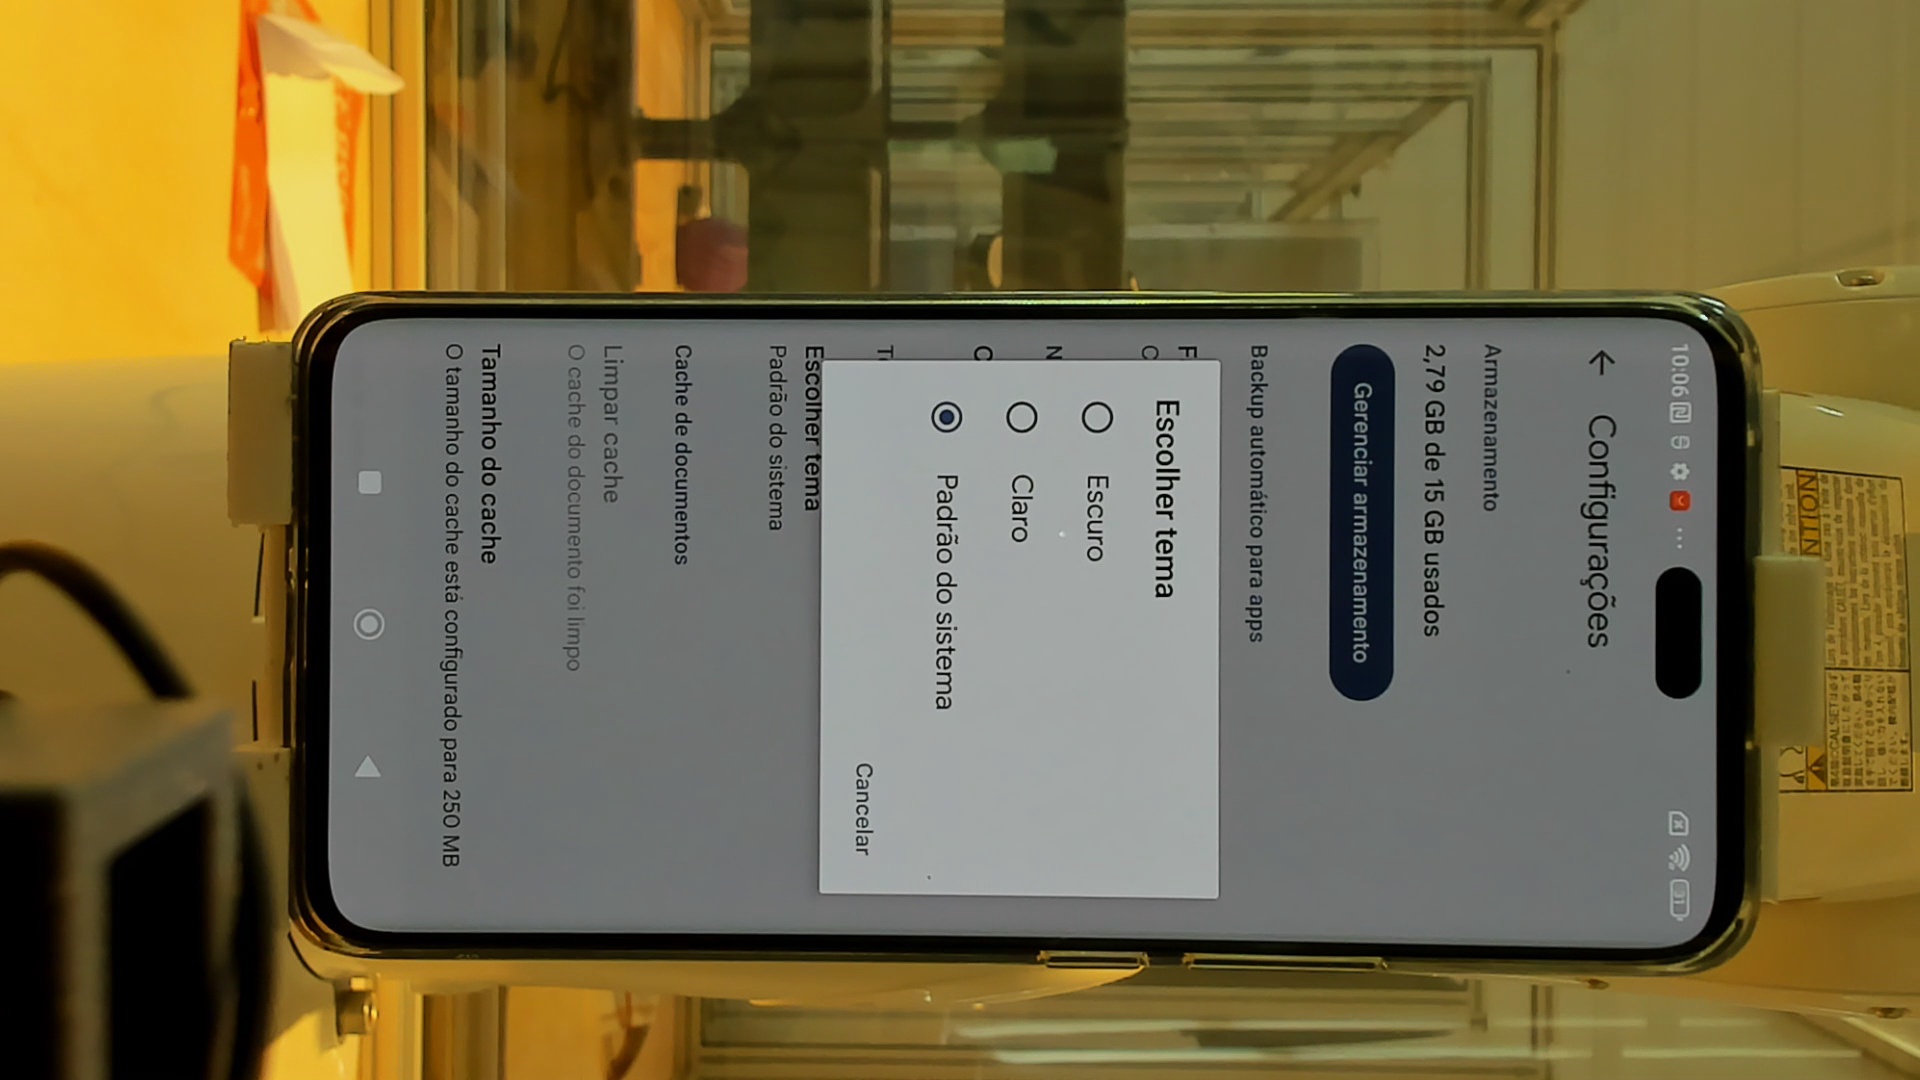 10:06
31
Configurações
Armazenamento
2,79 GB de 15 GB usados
Gerenciar armazenamento
Backup automático para apps
F
C
N
C
T
Escolher tema
Escuro
Claro
Padrão do sistema
Cancelar
Escolher tema
Padrão do sistema
Cache de documentos
Limpar cache
O cache do documento foi limpo
Tamanho do cache
O tamanho do cache está configurado para 250 MB